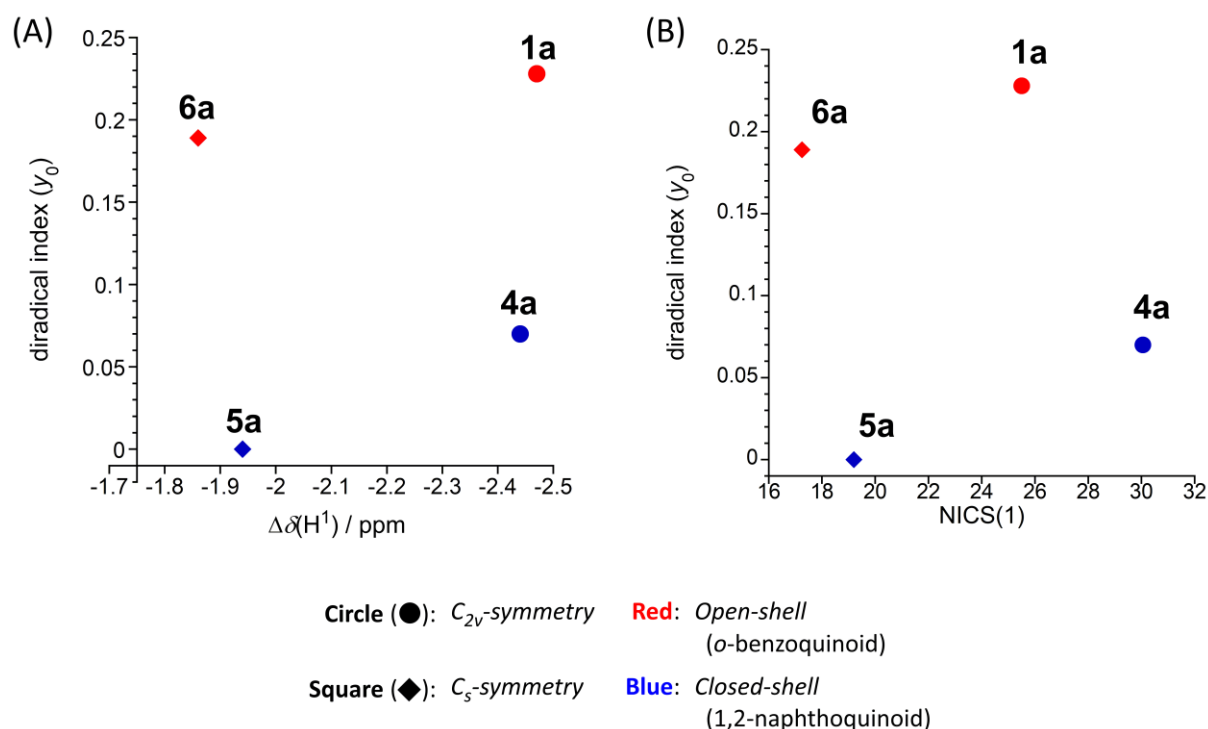 (A)
diradical index (y0)
0.25
0.2
0.15
0.1
0.05
0
1a
6a
4a
5a
-1.7 -1.8 -1.9 -2 -2.1 -2.2 -2.3 -2.4 -2.5
Δδ(H1) / ppm
(B)
diradical index (y0)
0.25
0.2
0.15
0.1
0.05
0
1a
6a
4a
5a
16 18 20 22 24 26 28 30 32
NICS(1)
Circle (●): C2v-symmetry Red: Open-shell
(o-benzoquinoid)
Square (◆): Cs-symmetry Blue: Closed-shell
(1,2-naphthoquinoid)